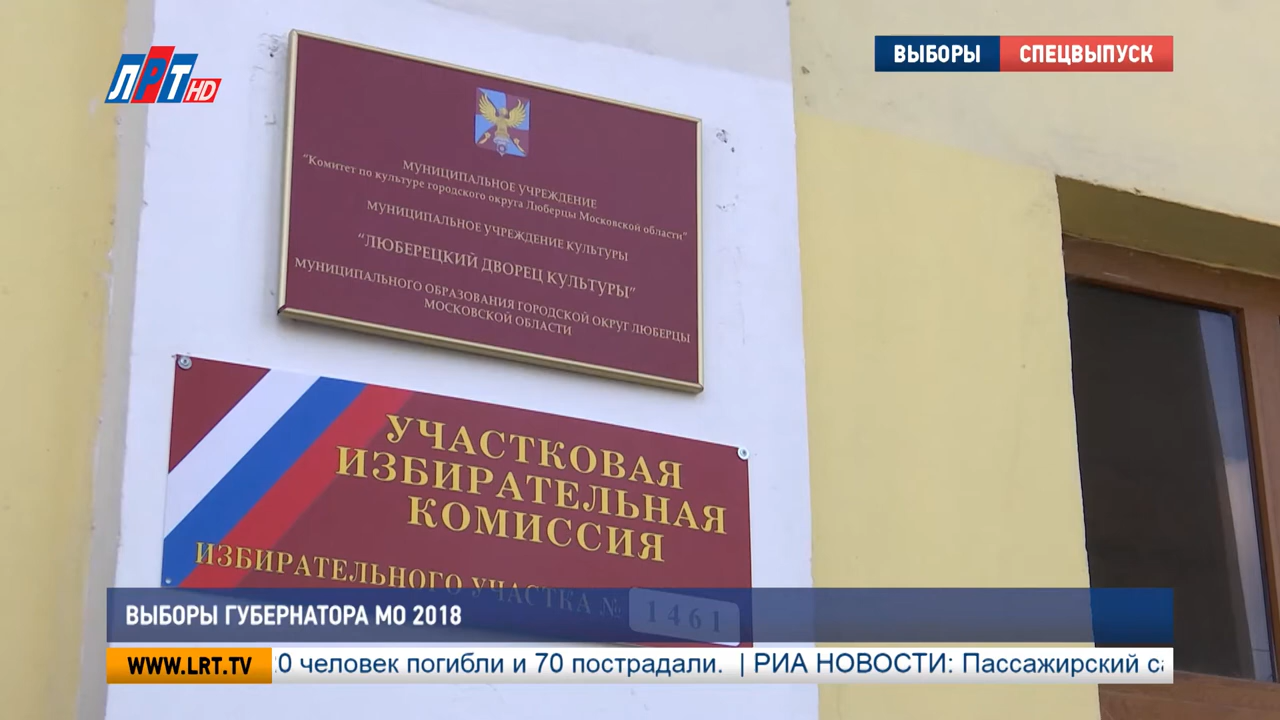 ЛРТ HD
ВЫБОРЫ СПЕЦВЫПУСК
МУНИЦИПАЛЬНОЕ УЧРЕЖДЕНИЕ
"Комитет по культуре городского округа Люберцы Московской области"
МУНИЦИПАЛЬНОЕ УЧРЕЖДЕНИЕ КУЛЬТУРЫ
"ЛЮБЕРЕЦКИЙ ДВОРЕЦ КУЛЬТУРЫ"
МУНИЦИПАЛЬНОГО ОБРАЗОВАНИЯ ГОРОДСКОЙ ОКРУГ ЛЮБЕРЦЫ
МОСКОВСКОЙ ОБЛАСТИ
УЧАСТКОВАЯ
ИЗБИРАТЕЛЬНАЯ
КОМИССИЯ
ИЗБИРАТЕЛЬНОГО УЧАСТКА № 1461
ВЫБОРЫ ГУБЕРНАТОРА МО 2018
WWW.LRT.TV 20 человек погибли и 70 пострадали. | РИА НОВОСТИ: Пассажирский са